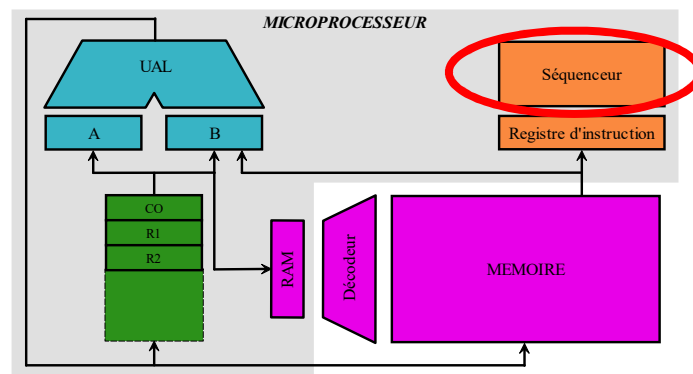 MICROPROCESSEUR
UAL
Séquenceur
A
B
Registre d'instruction
CO
R1
R2
RAM
Décodeur
MEMOIRE